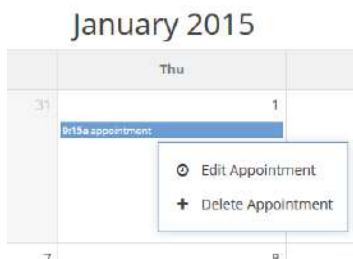 January 2015
Thu
31
1
9:15a appointment
Edit Appointment
Delete Appointment
7
8